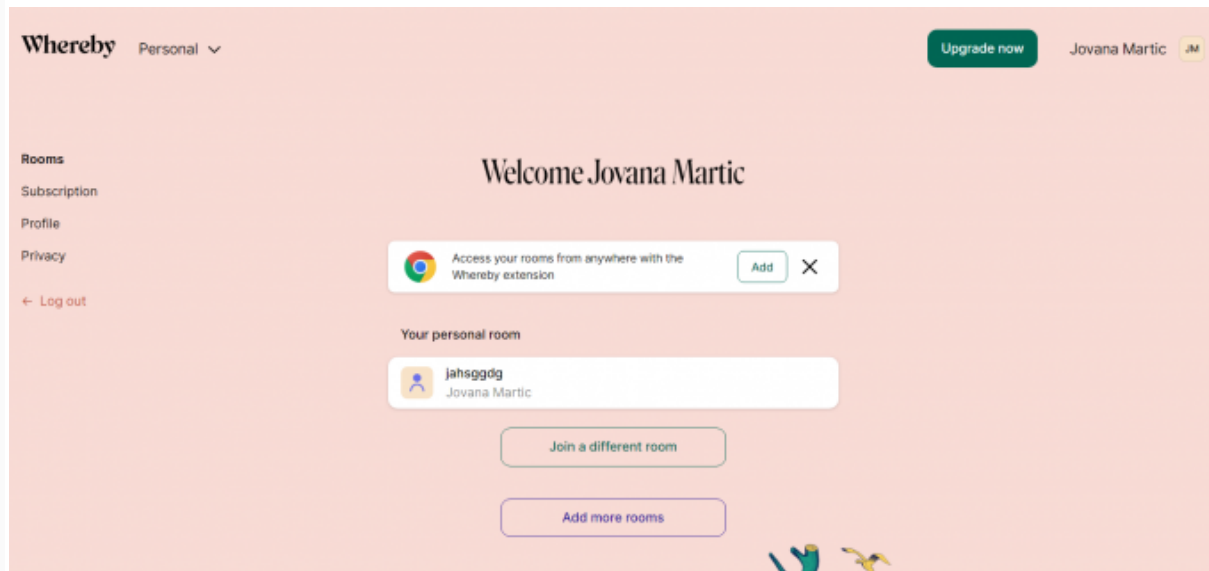 Whereby
Personal
Upgrade now
Jovana Martic
JM
Rooms
Subscription
Profile
Privacy
← Log out
Welcome Jovana Martic
Access your rooms from anywhere with the
Whereby extension
Add
Your personal room
jahsggdg
Jovana Martic
Join a different room
Add more rooms